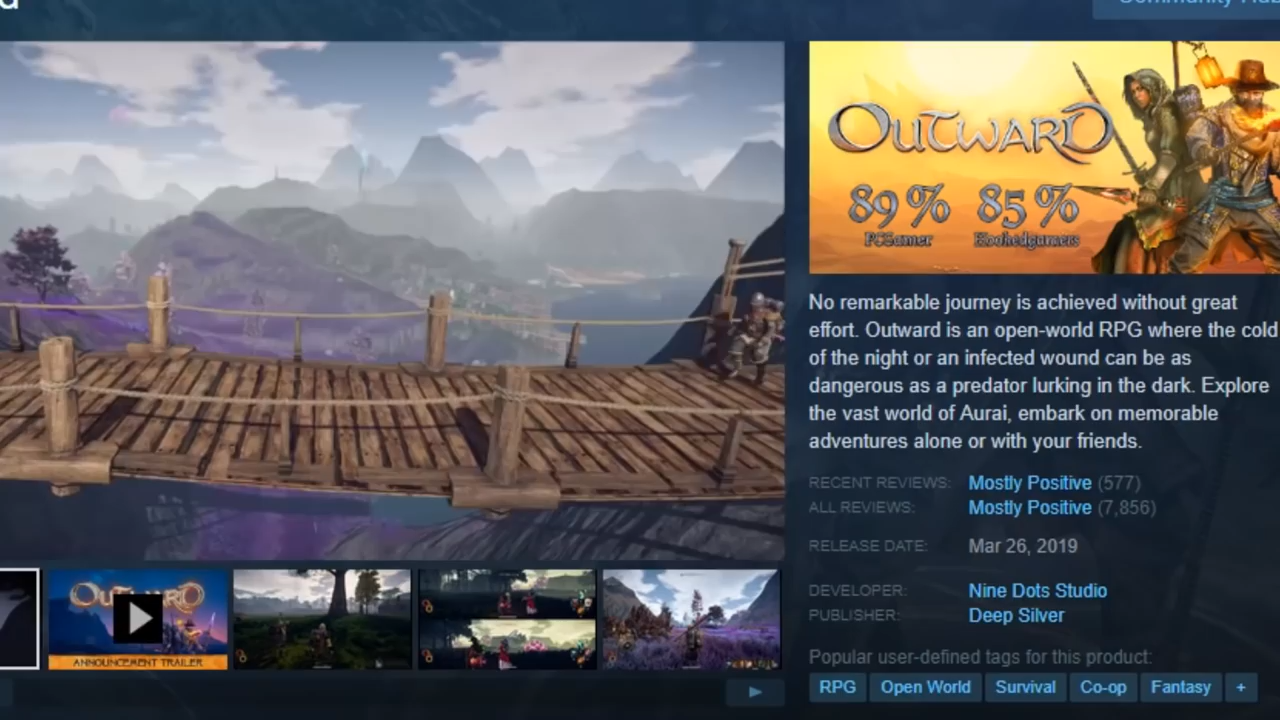 OUTWARD
89% 85%
PCGamer Hookedgamers
No remarkable journey is achieved without great
effort. Outward is an open-world RPG where the cold
of the night or an infected wound can be as
dangerous as a predator lurking in the dark. Explore
the vast world of Aurai, embark on memorable
adventures alone or with your friends.
RECENT REVIEWS: Mostly Positive (577)
ALL REVIEWS: Mostly Positive (7,856)
RELEASE DATE: Mar 26, 2019
DEVELOPER: Nine Dots Studio
PUBLISHER: Deep Silver
Popular user-defined tags for this product:
RPG Open World Survival Co-op Fantasy +
OUTWARD
ANNOUNCEMENT TRAILER